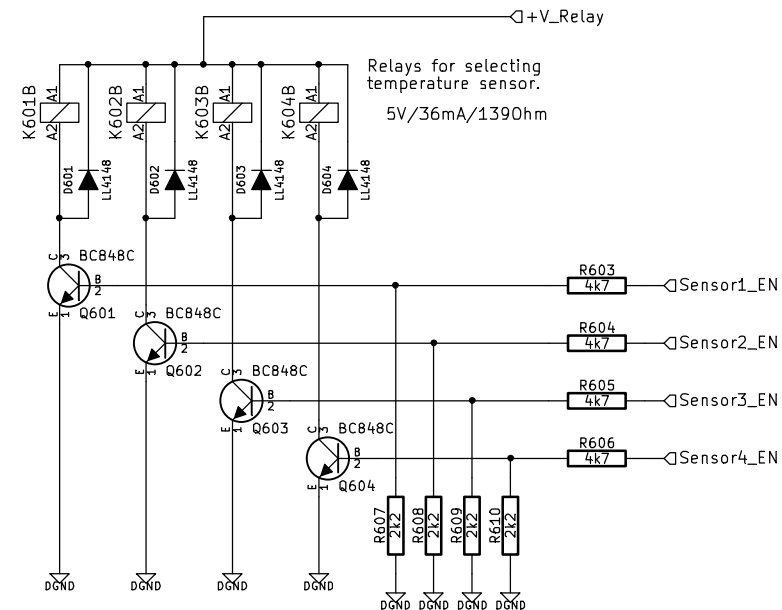 +V_Relay
Relays for selecting
temperature sensor.
5V/36mA/139Ohm
K601B A1 A2
K602B A1 A2
K603B A1 A2
K604B A1 A2
D601 LL4148
D602 LL4148
D603 LL4148
D604 LL4148
C 3 BC848C
B 2
E 1 Q601
R603
4k7
Sensor1_EN
C 3 BC848C
B 2
E 1 Q602
R604
4k7
Sensor2_EN
C 3 BC848C
B 2
E 1 Q603
R605
4k7
Sensor3_EN
C 3 BC848C
B 2
E 1 Q604
R606
4k7
Sensor4_EN
R607 2k2
R608 2k2
R609 2k2
R610 2k2
DGND DGND DGND DGND
DGND DGND DGND DGND